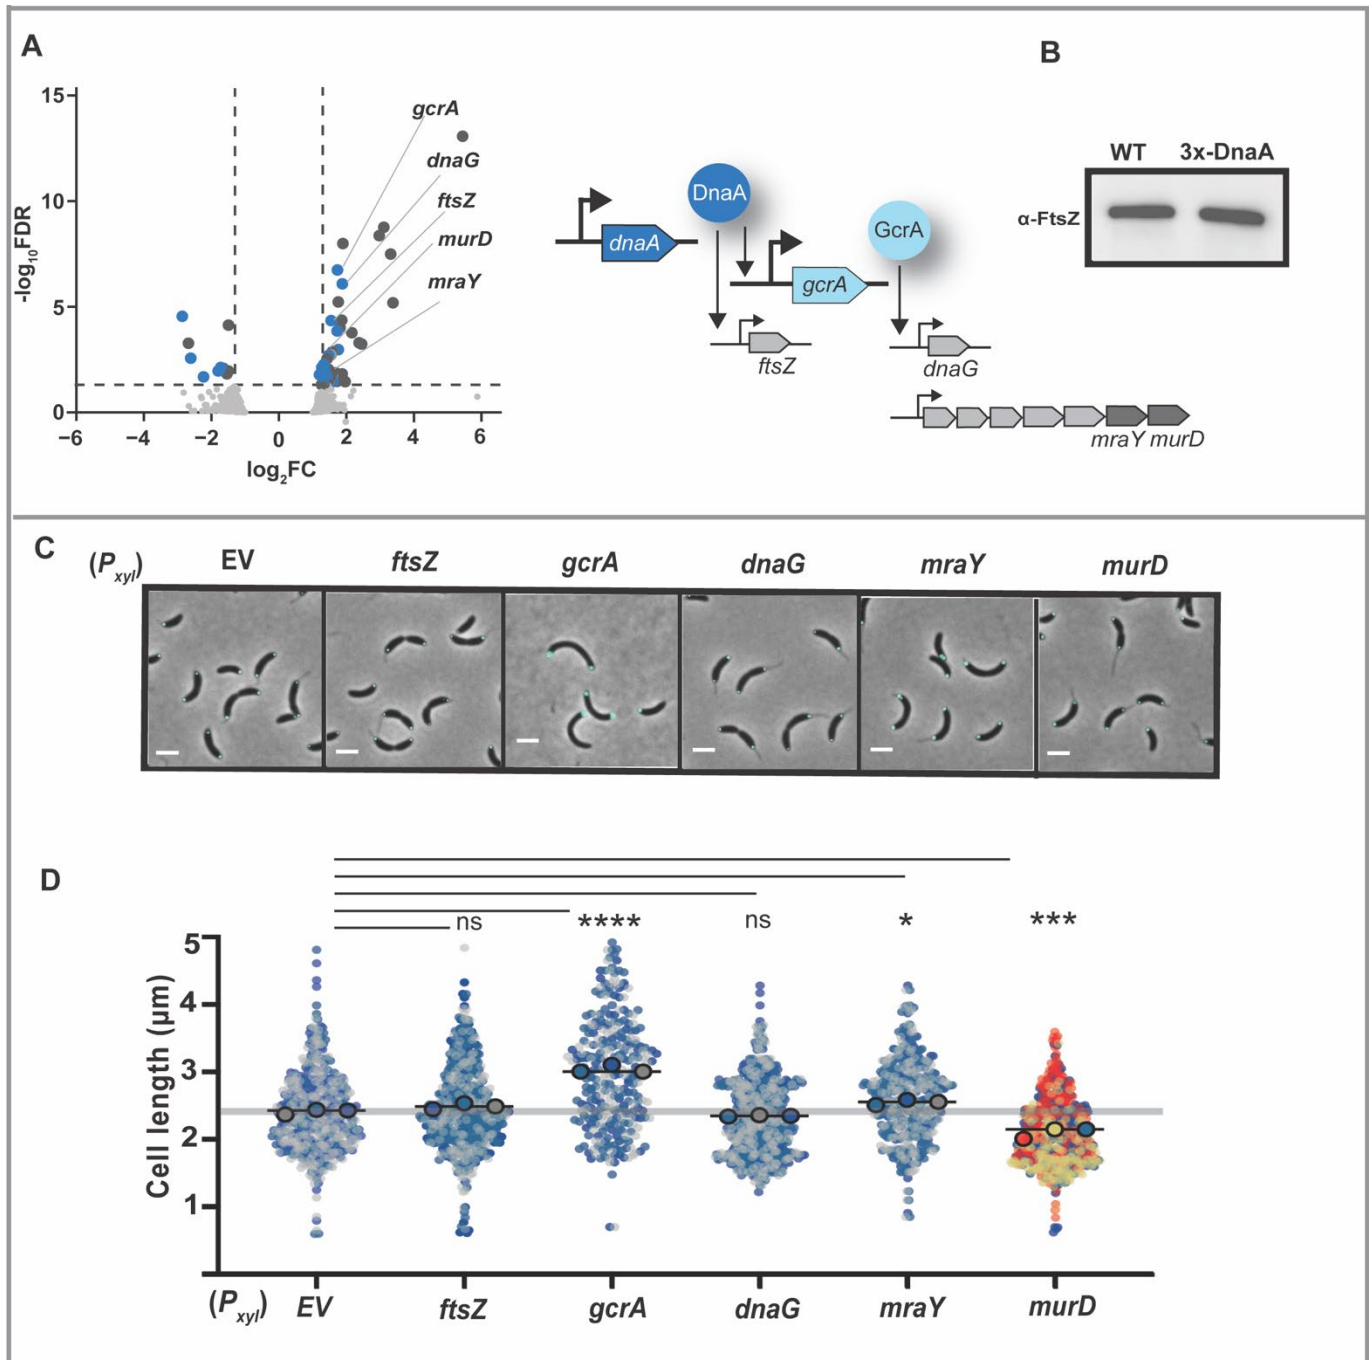 A
15
10
5
0
-log10FDR
−6 −4 −2 0 2 4 6
log2FC
gcrA
dnaG
ftsZ
murD
mraY
DnaA
dnaA
GcrA
gcrA
ftsZ
dnaG
mraY murD
B
WT 3x-DnaA
α-FtsZ
C
(Pxyl) EV ftsZ gcrA dnaG mraY murD
D
ns **** ns * ***
5
4
3
2
1
Cell length (µm)
(Pxyl) EV ftsZ gcrA dnaG mraY murD